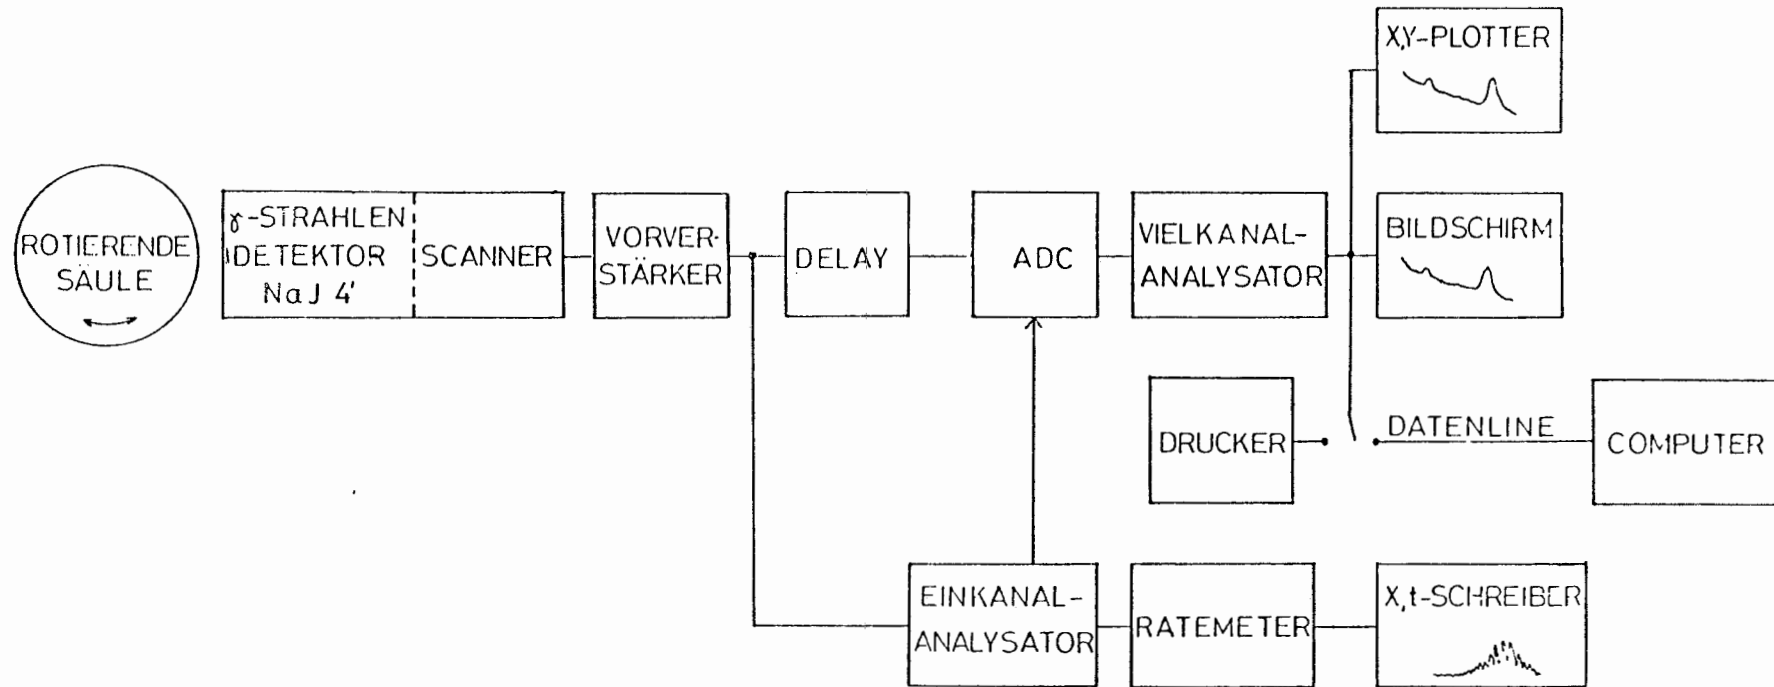 X,Y-PLOTTER
ROTIERENDE
SÄULE
γ-STRAHLEN
DETEKTOR
NaJ 4'
SCANNER
VORVER-
STÄRKER
DELAY
ADC
VIELKANAL-
ANALYSATOR
BILDSCHIRM
DRUCKER
DATENLINE
COMPUTER
EINKANAL-
ANALYSATOR
RATEMETER
X,t-SCHREIBER